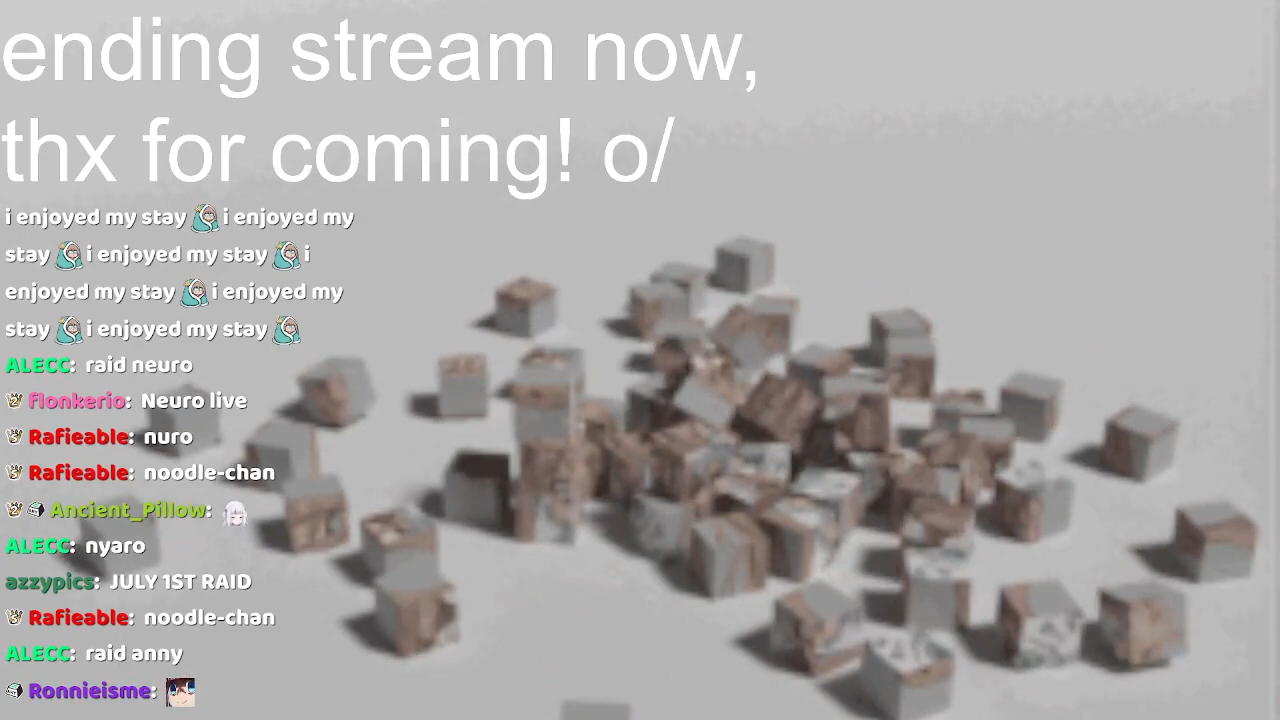 ending stream now,
thx for coming! o/
i enjoyed my stay i enjoyed my
stay i enjoyed my stay i
enjoyed my stay i enjoyed my
stay i enjoyed my stay
ALECC: raid neuro
flonkerio: Neuro live
Rafieable: nuro
Rafieable: noodle-chan
Ancient_Pillow:
ALECC: nyaro
azzypics: JULY 1ST RAID
Rafieable: noodle-chan
ALECC: raid anny
Ronnieisme: